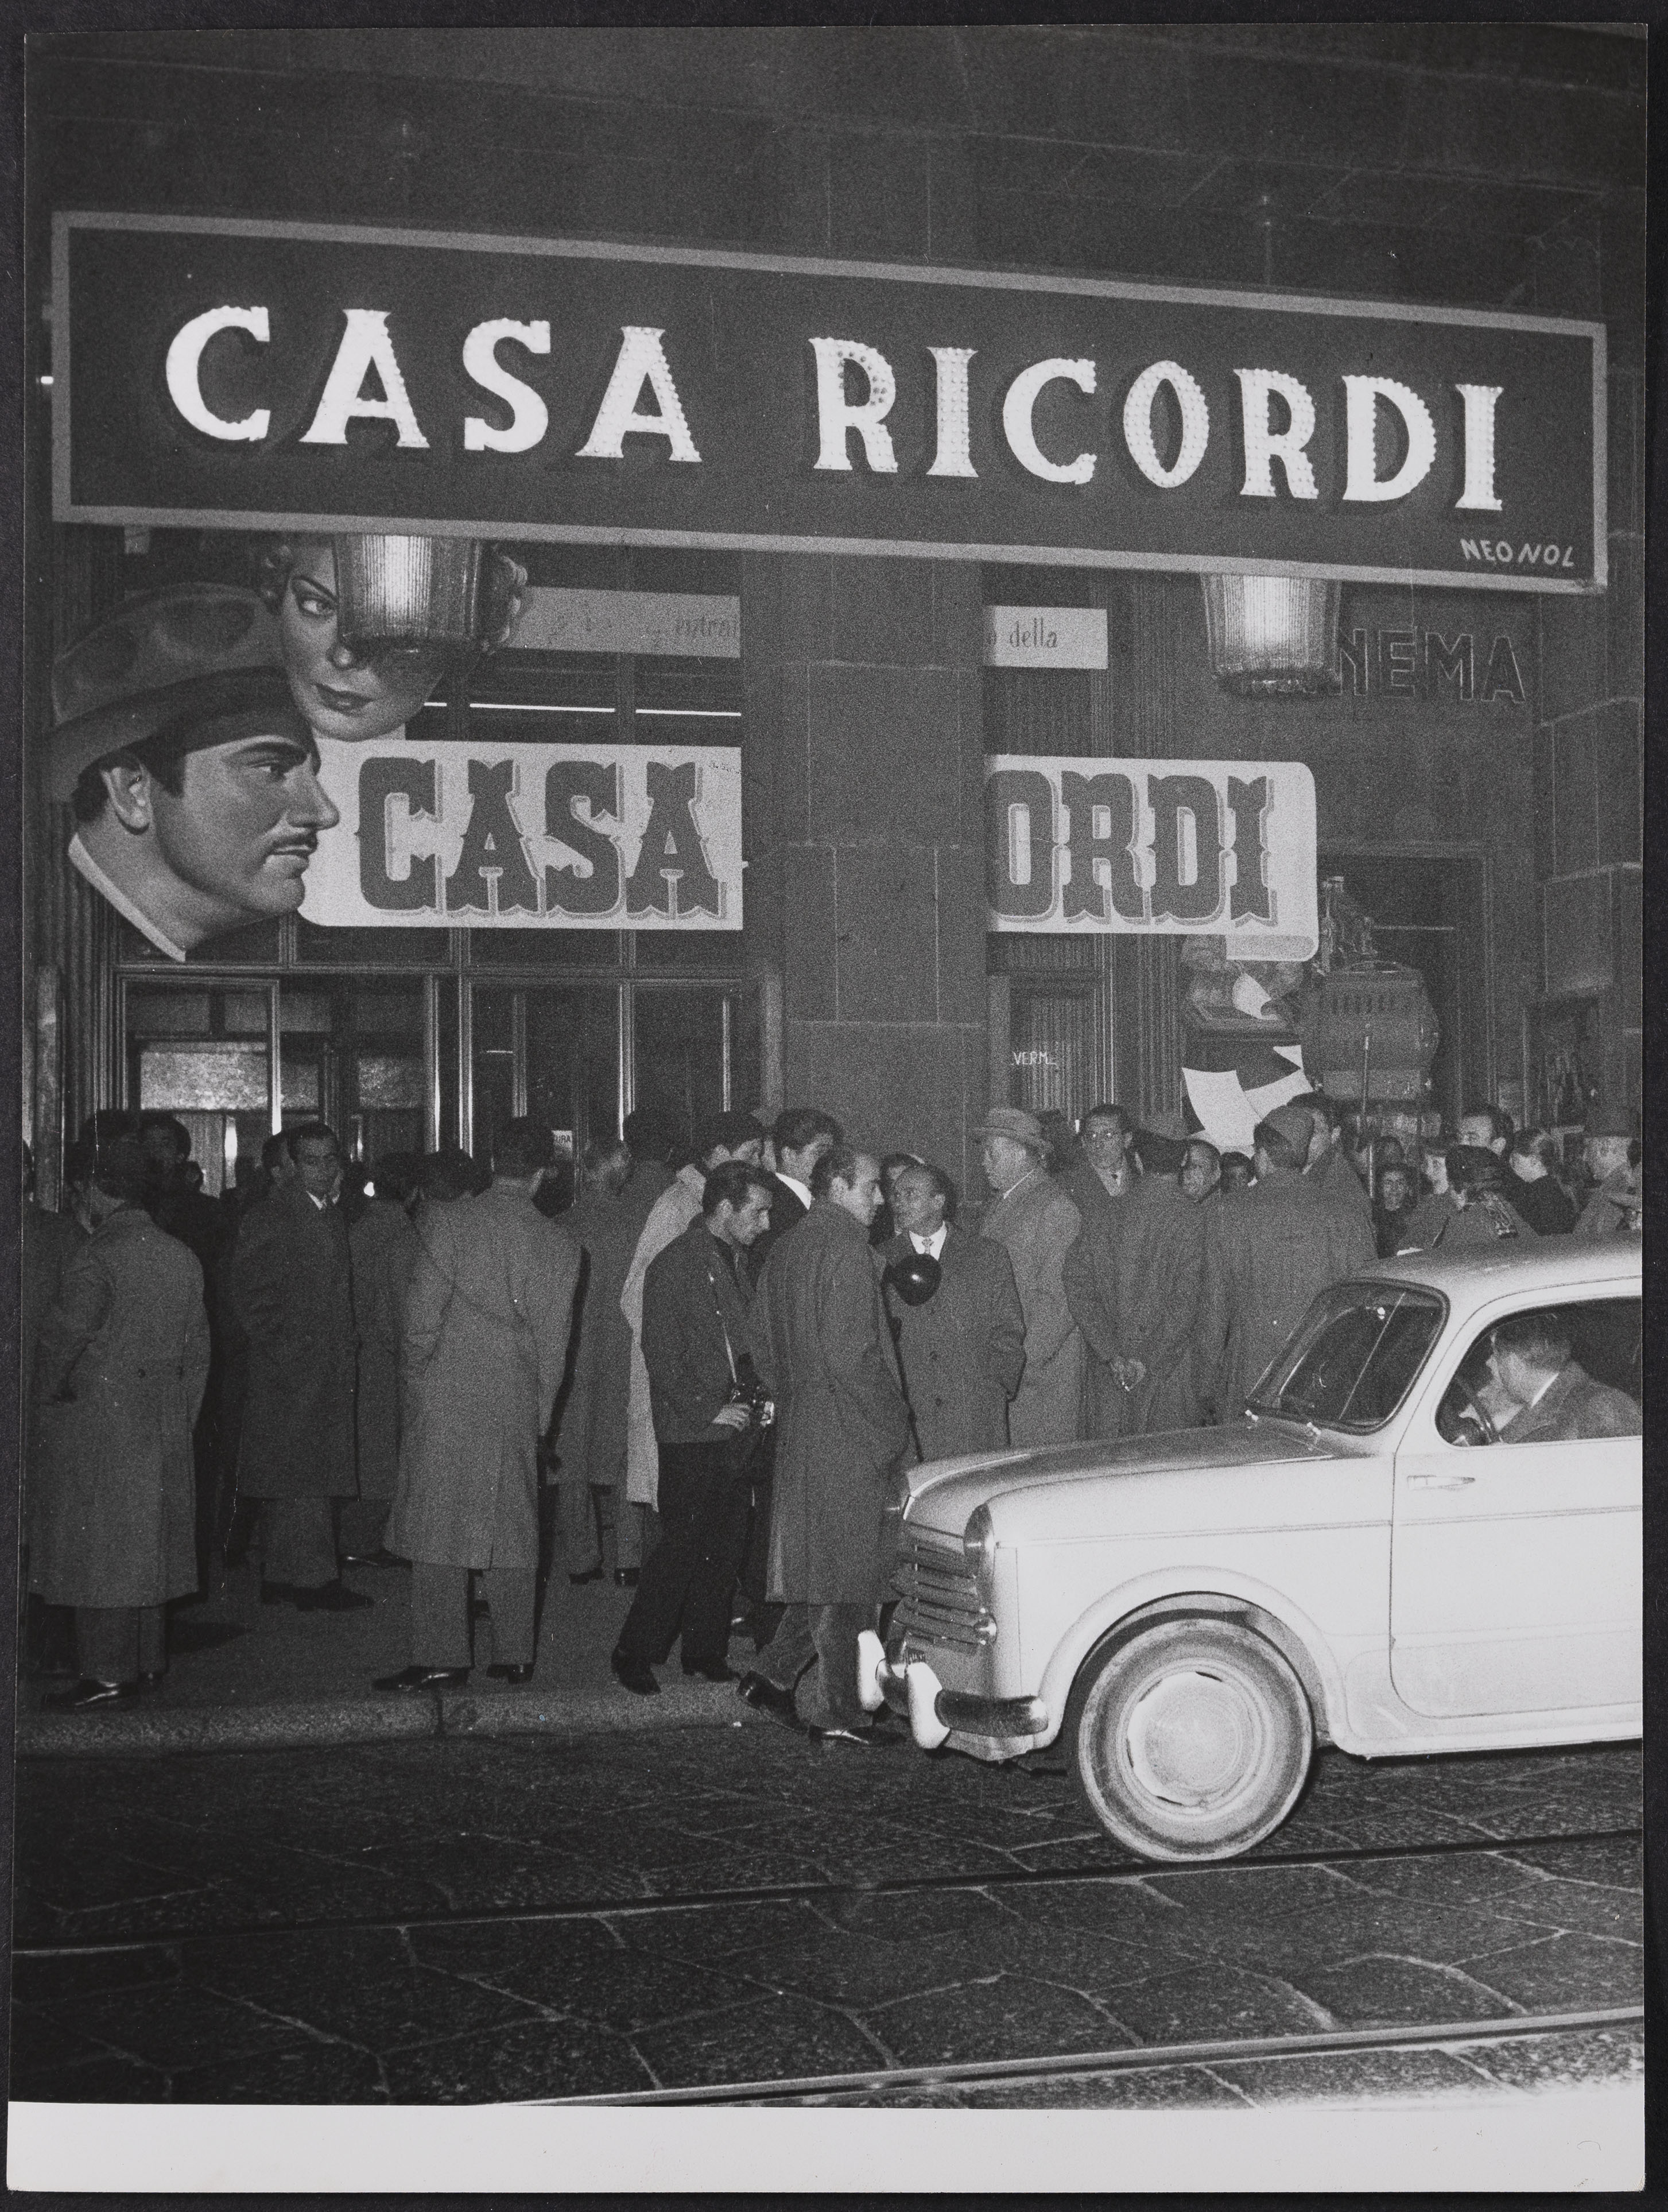 CASA RICORDI
NEONOL
della
NEMA
CASA ORDI
VERM